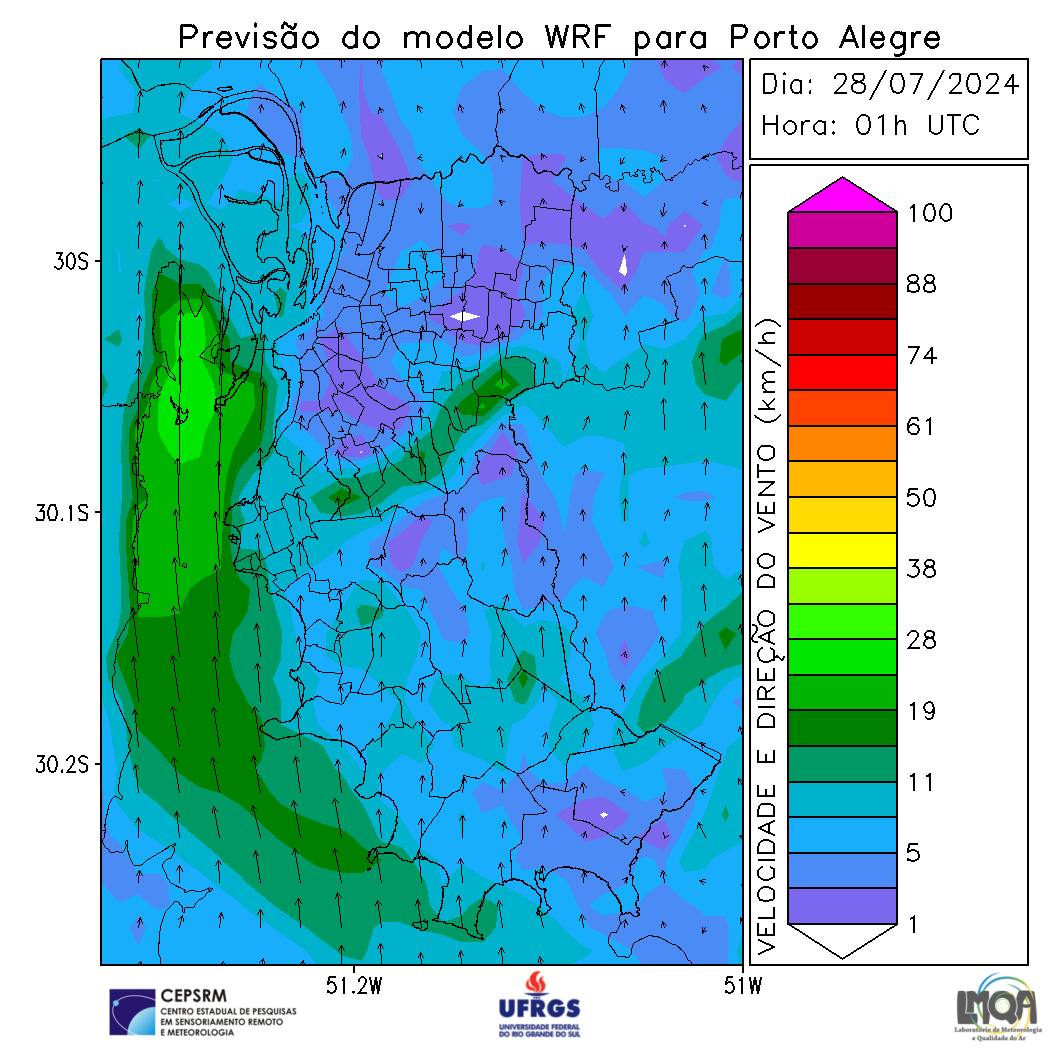 Previsão do modelo WRF para Porto Alegre
Dia: 28/07/2024
Hora: 01h UTC
30S
30.1S
30.2S
51.2W
51W
VELOCIDADE E DIREÇÃO DO VENTO (km/h)
100
88
74
61
50
38
28
19
11
5
1
CEPSRM
CENTRO ESTADUAL DE PESQUISAS
EM SENSORIAMENTO REMOTO
E METEOROLOGIA
UFRGS
UNIVERSIDADE FEDERAL
DO RIO GRANDE DO SUL
LMQA
Laboratório de Meteorologia
e Qualidade do Ar